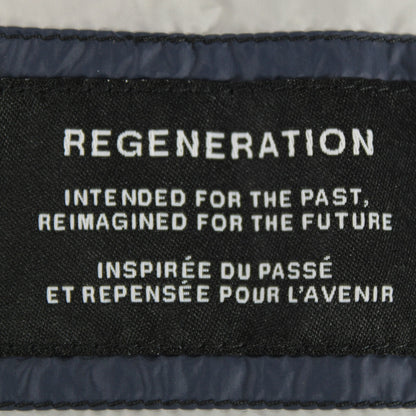 REGENERATION
INTENDED FOR THE PAST,
REIMAGINED FOR THE FUTURE
INSPIRÉE DU PASSÉ
ET REPENSÉE POUR L'AVENIR